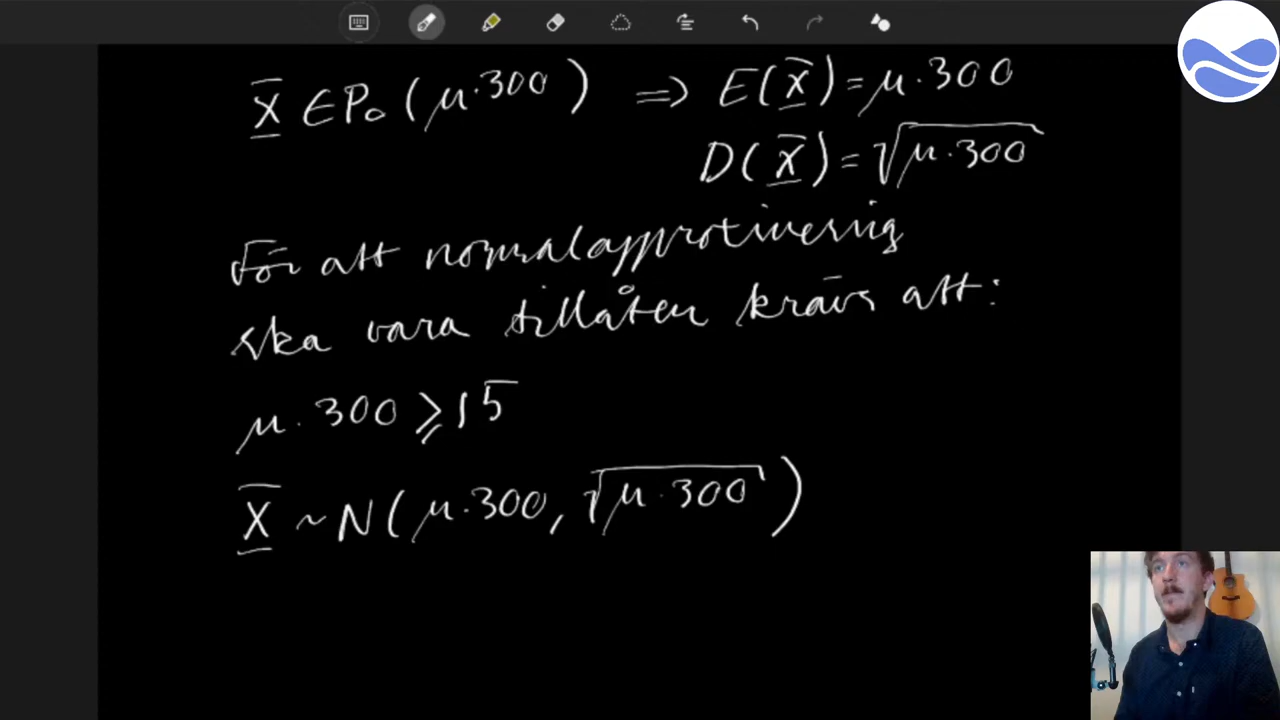 X ∈ Po(μ·300) ⇒ E(X) = μ·300
D(X) = √(μ·300)
För att normalapproximering
ska vara tillåten krävs att:
μ·300 ≥ 15
X ~ N(μ·300, √(μ·300))